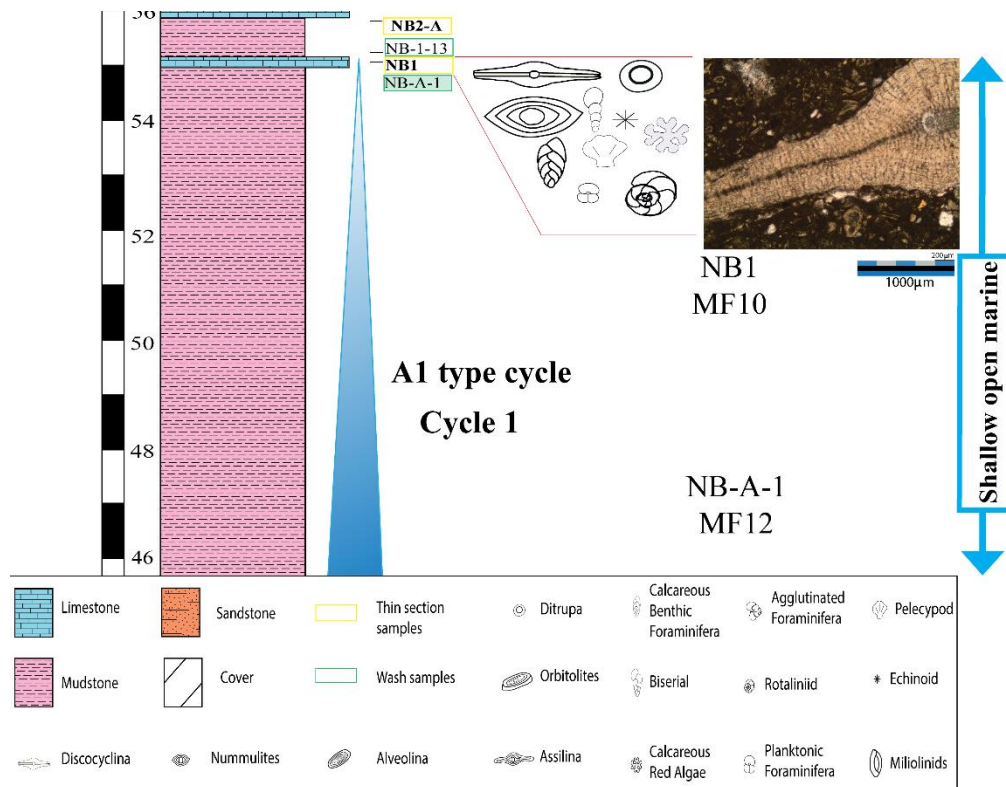 56
NB2-A
NB-1-13
NB1
NB-A-1
54
52
50
48
46
200µm
1000µm
NB1
MF10
A1 type cycle
Cycle 1
NB-A-1
MF12
Shallow open marine
Limestone
Sandstone
Thin section
samples
Ditrupa
Calcareous
Benthic
Foraminifera
Agglutinated
Foraminifera
Pelecypod
Mudstone
Cover
Wash samples
Orbitolites
Biserial
Rotaliniid
Echinoid
Discocyclina
Nummulites
Alveolina
Assilina
Calcareous
Red Algae
Planktonic
Foraminifera
Miliolinids